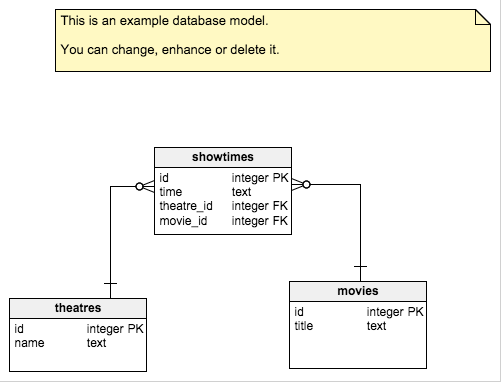 This is an example database model.
You can change, enhance or delete it.
showtimes
id integer PK
time text
theatre_id integer FK
movie_id integer FK
theatres
id integer PK
name text
movies
id integer PK
title text